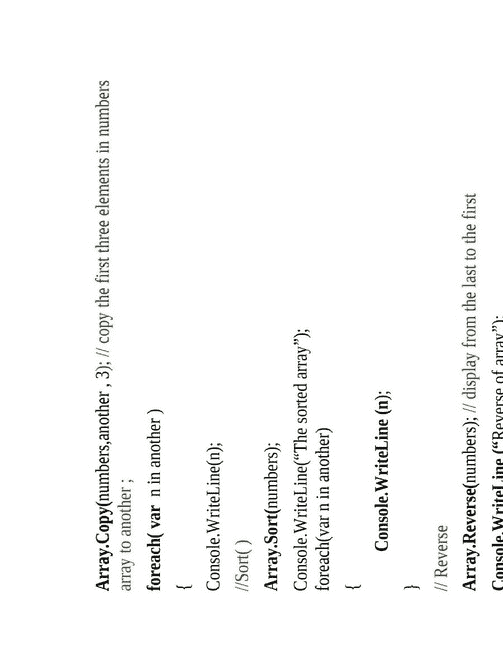 Array.Copy(numbers,another , 3); // copy the first three elements in numbers
array to another ;
foreach( var  n in another )
{
Console.WriteLine(n);
//Sort( )
Array.Sort(numbers);
Console.WriteLine(“The sorted array”);
foreach(var n in another)
{
Console.WriteLine (n);
}
// Reverse
Array.Reverse(numbers); // display from the last to the first
Console.WriteLine (“Reverse of array”);